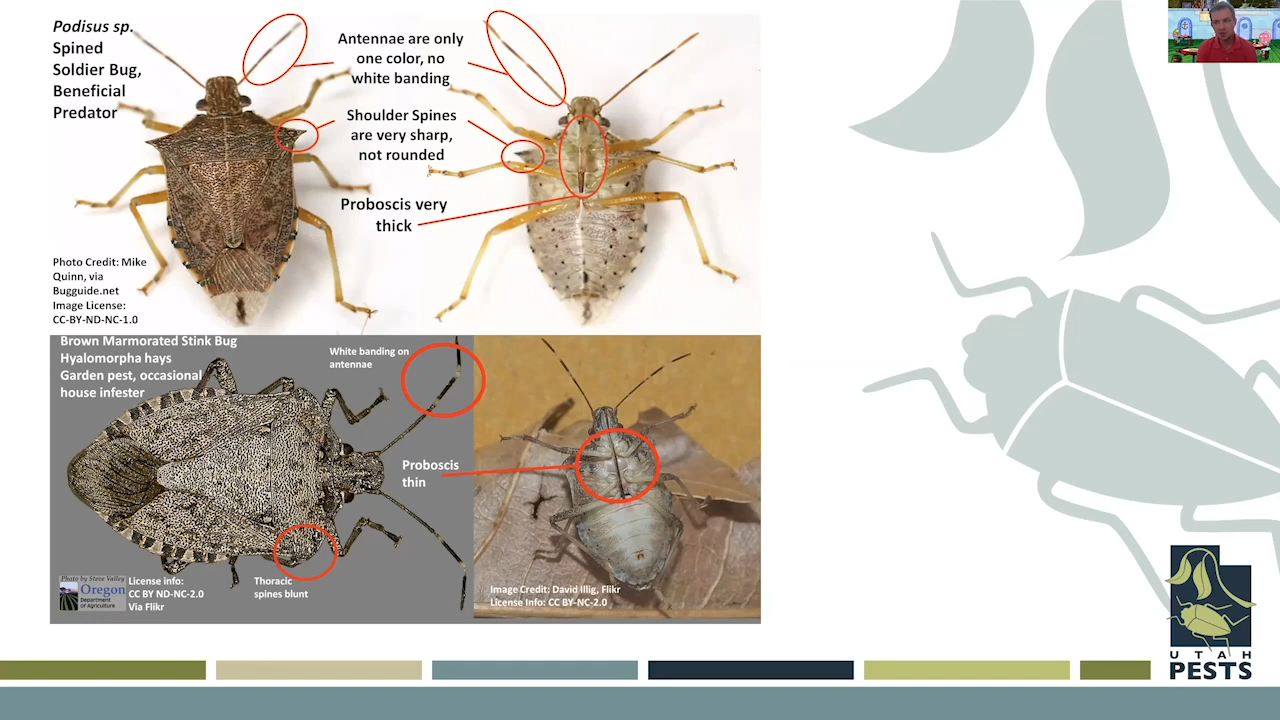 Podisus sp.
Spined
Soldier Bug,
Beneficial
Predator
Antennae are only
one color, no
white banding
Shoulder Spines
are very sharp,
not rounded
Proboscis very
thick
Photo Credit: Mike
Quinn, via
Bugguide.net
Image License:
CC-BY-ND-NC-1.0
Brown Marmorated Stink Bug
Hyalomorpha hays
Garden pest, occasional
house infester
White banding on
antennae
Proboscis
thin
Thoracic
spines blunt
Photo by Steve Valley
Oregon
Department
of Agriculture
License info:
CC BY ND-NC-2.0
Via Flikr
Image Credit: David Illig, Flikr
License Info: CC BY-NC-2.0
UTAH
PESTS